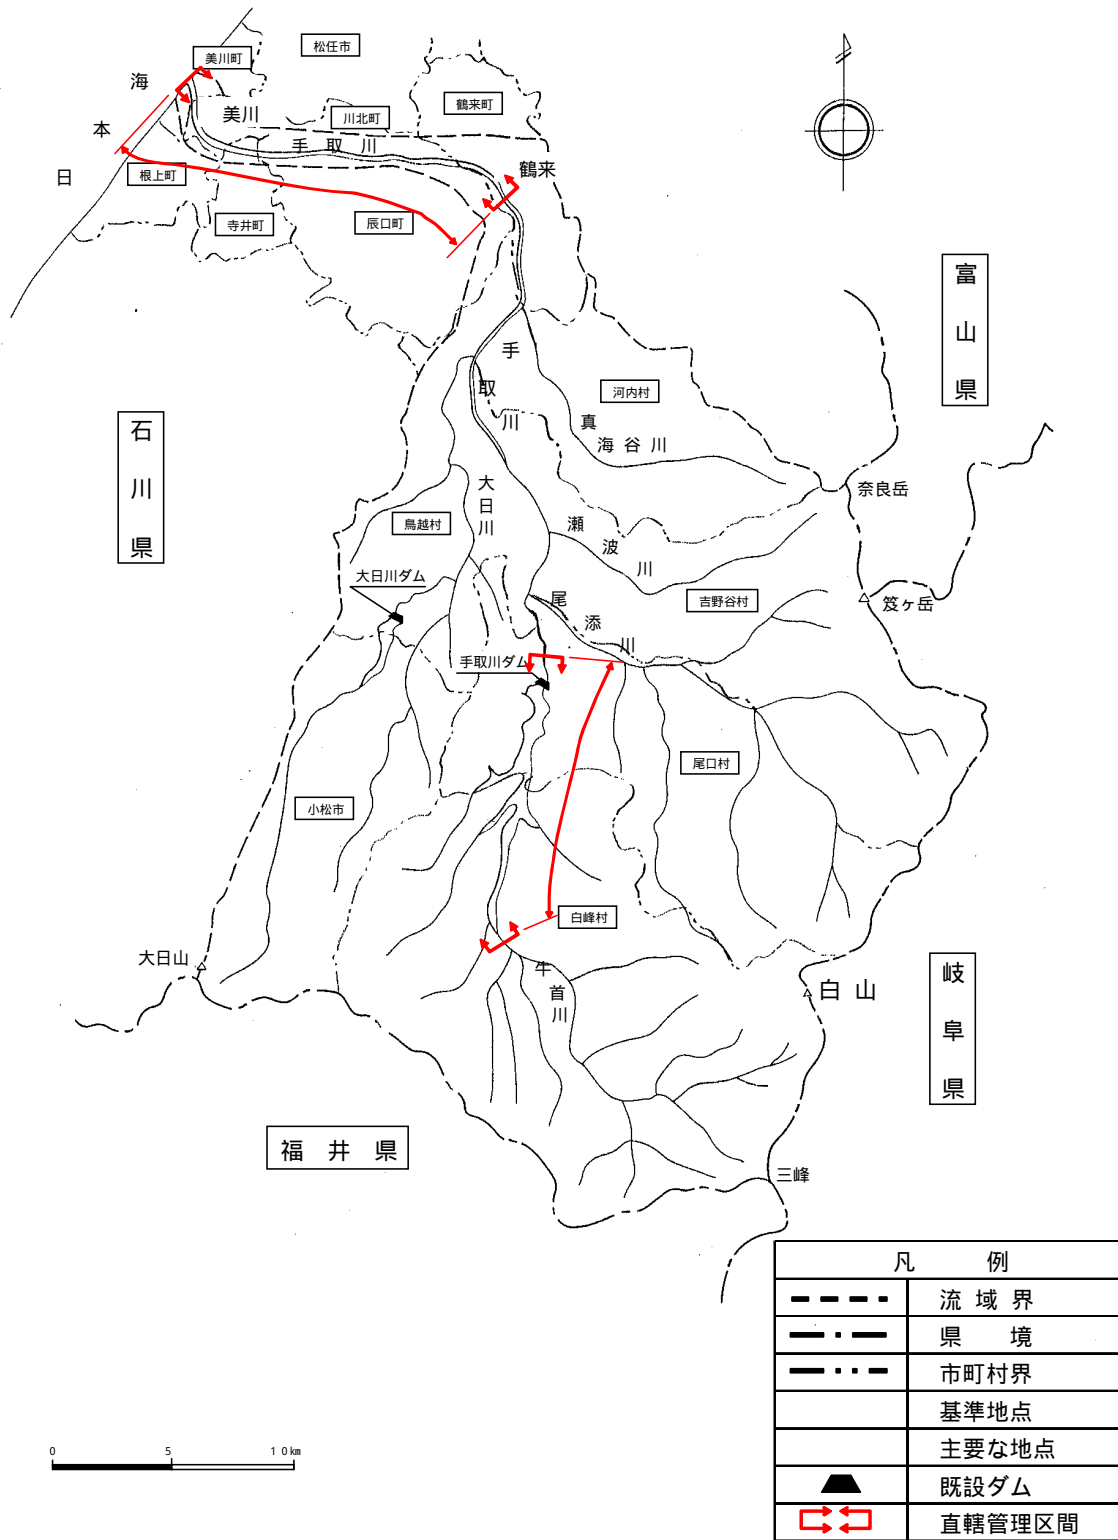 松任市
美川町
海
本
日
美川
鶴来町
川北町
手取川
鶴来
根上町
寺井町
辰口町
富山県
手取川
河内村
石川県
真海谷川
奈良岳
大日川
鳥越村
瀬波川
大日川ダム
尾添川
吉野谷村
笈ヶ岳
手取川ダム
尾口村
小松市
白峰村
大日山
牛首川
白山
岐阜県
福井県
三峰
凡例
流域界
県境
市町村界
基準地点
主要な地点
既設ダム
直轄管理区間
0 5 10km